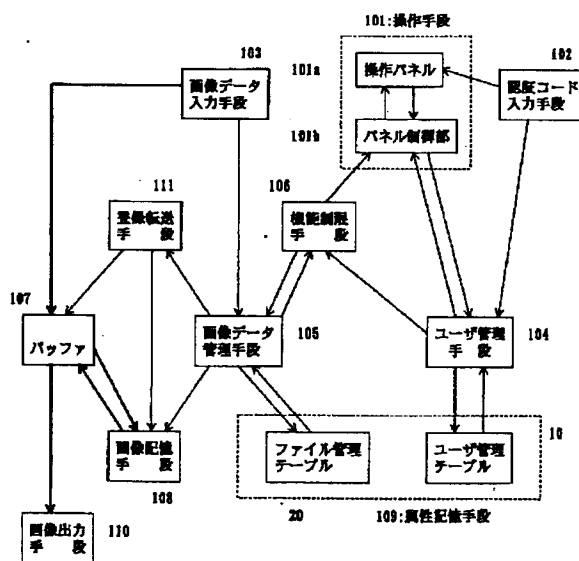 101:操作手段
103
102
画像データ
入力手段
101a
操作パネル
認証コード
入力手段
101b
パネル制御部
111
106
登録転送
手　段
機能制限
手　段
107
バッファ
画像データ
管理手段
105
ユーザ管理
手　段
104
画像記憶
手　段
108
ファイル管理
テーブル
ユーザ管理
テーブル
10
20
109:属性記憶手段
画像出力
手　段
110